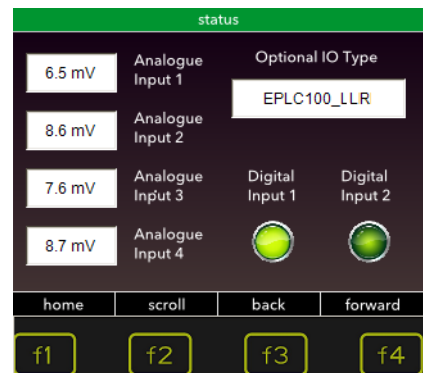 status
6.5 mV
Analogue
Input 1
8.6 mV
Analogue
Input 2
7.6 mV
Analogue
Input 3
8.7 mV
Analogue
Input 4
Optional IO Type
EPLC100_LLR
Digital
Input 1
Digital
Input 2
home scroll back forward
f1 f2 f3 f4